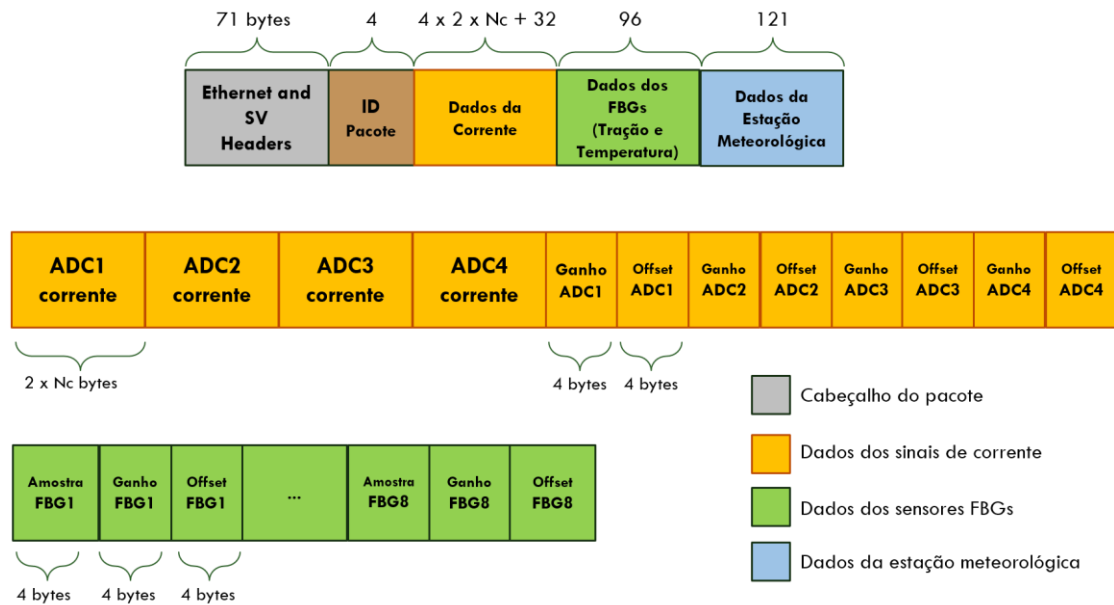 71 bytes
4
4 x 2 x Nc + 32
96
121
Ethernet and
SV
Headers
ID
Pacote
Dados da
Corrente
Dados dos
FBGs
(Tração e
Temperatura)
Dados da
Estação
Meteorológica
ADC1
corrente
ADC2
corrente
ADC3
corrente
ADC4
corrente
Ganho
ADC1
Offset
ADC1
Ganho
ADC2
Offset
ADC2
Ganho
ADC3
Offset
ADC3
Ganho
ADC4
Offset
ADC4
2 x Nc bytes
4 bytes
4 bytes
Cabeçalho do pacote
Dados dos sinais de corrente
Dados dos sensores FBGs
Dados da estação meteorológica
Amostra
FBG1
Ganho
FBG1
Offset
FBG1
...
Amostra
FBG8
Ganho
FBG8
Offset
FBG8
4 bytes
4 bytes
4 bytes